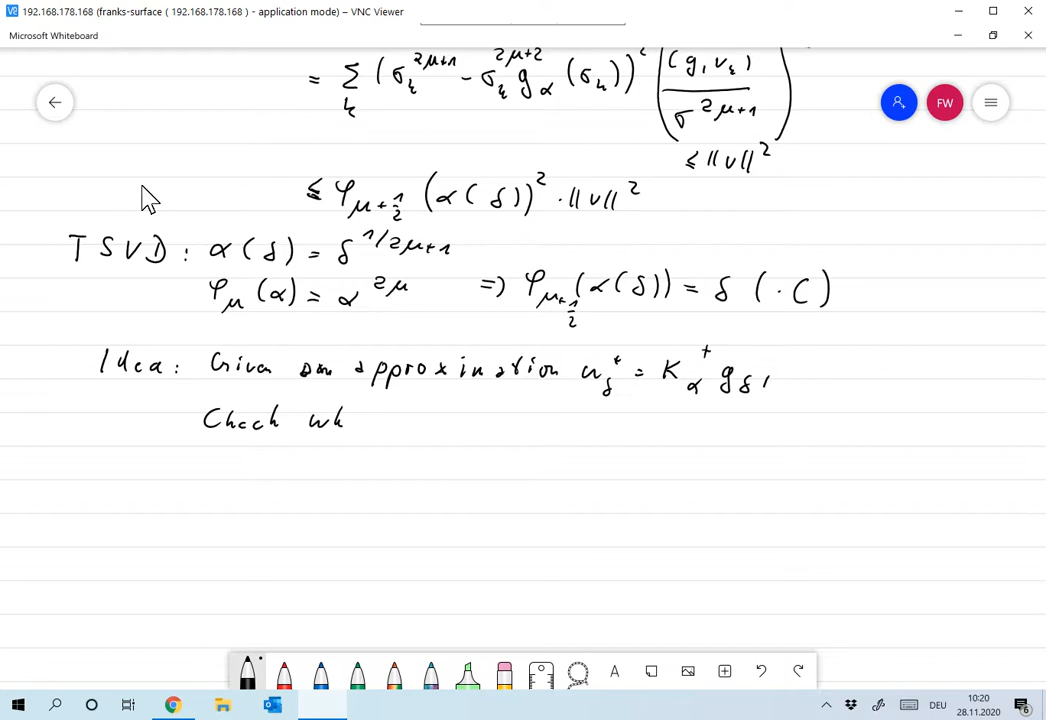 192.168.178.168 (franks-surface ( 192.168.178.168 ) - application mode) – VNC Viewer
Microsoft Whiteboard
= Σ_k ( σ_k^{2μ+1} - σ_k^{2μ+2} g_α (σ_k) )^2 ( (g, v_k) / σ^{2μ+1} )^2
≤ ||v||^2
≤ φ_{μ+1/2} (α(δ))^2 · ||v||^2
TSVD: α(δ) = δ^{1/2μ+1}
φ_μ(α) = α^{2μ} => φ_{μ+1/2}(α(δ)) = δ (· C)
Idea: Given an approximation u_δ^+ = K_α^+ g_δ,
Check wh
FW
A
DEU
10:20
28.11.2020
6